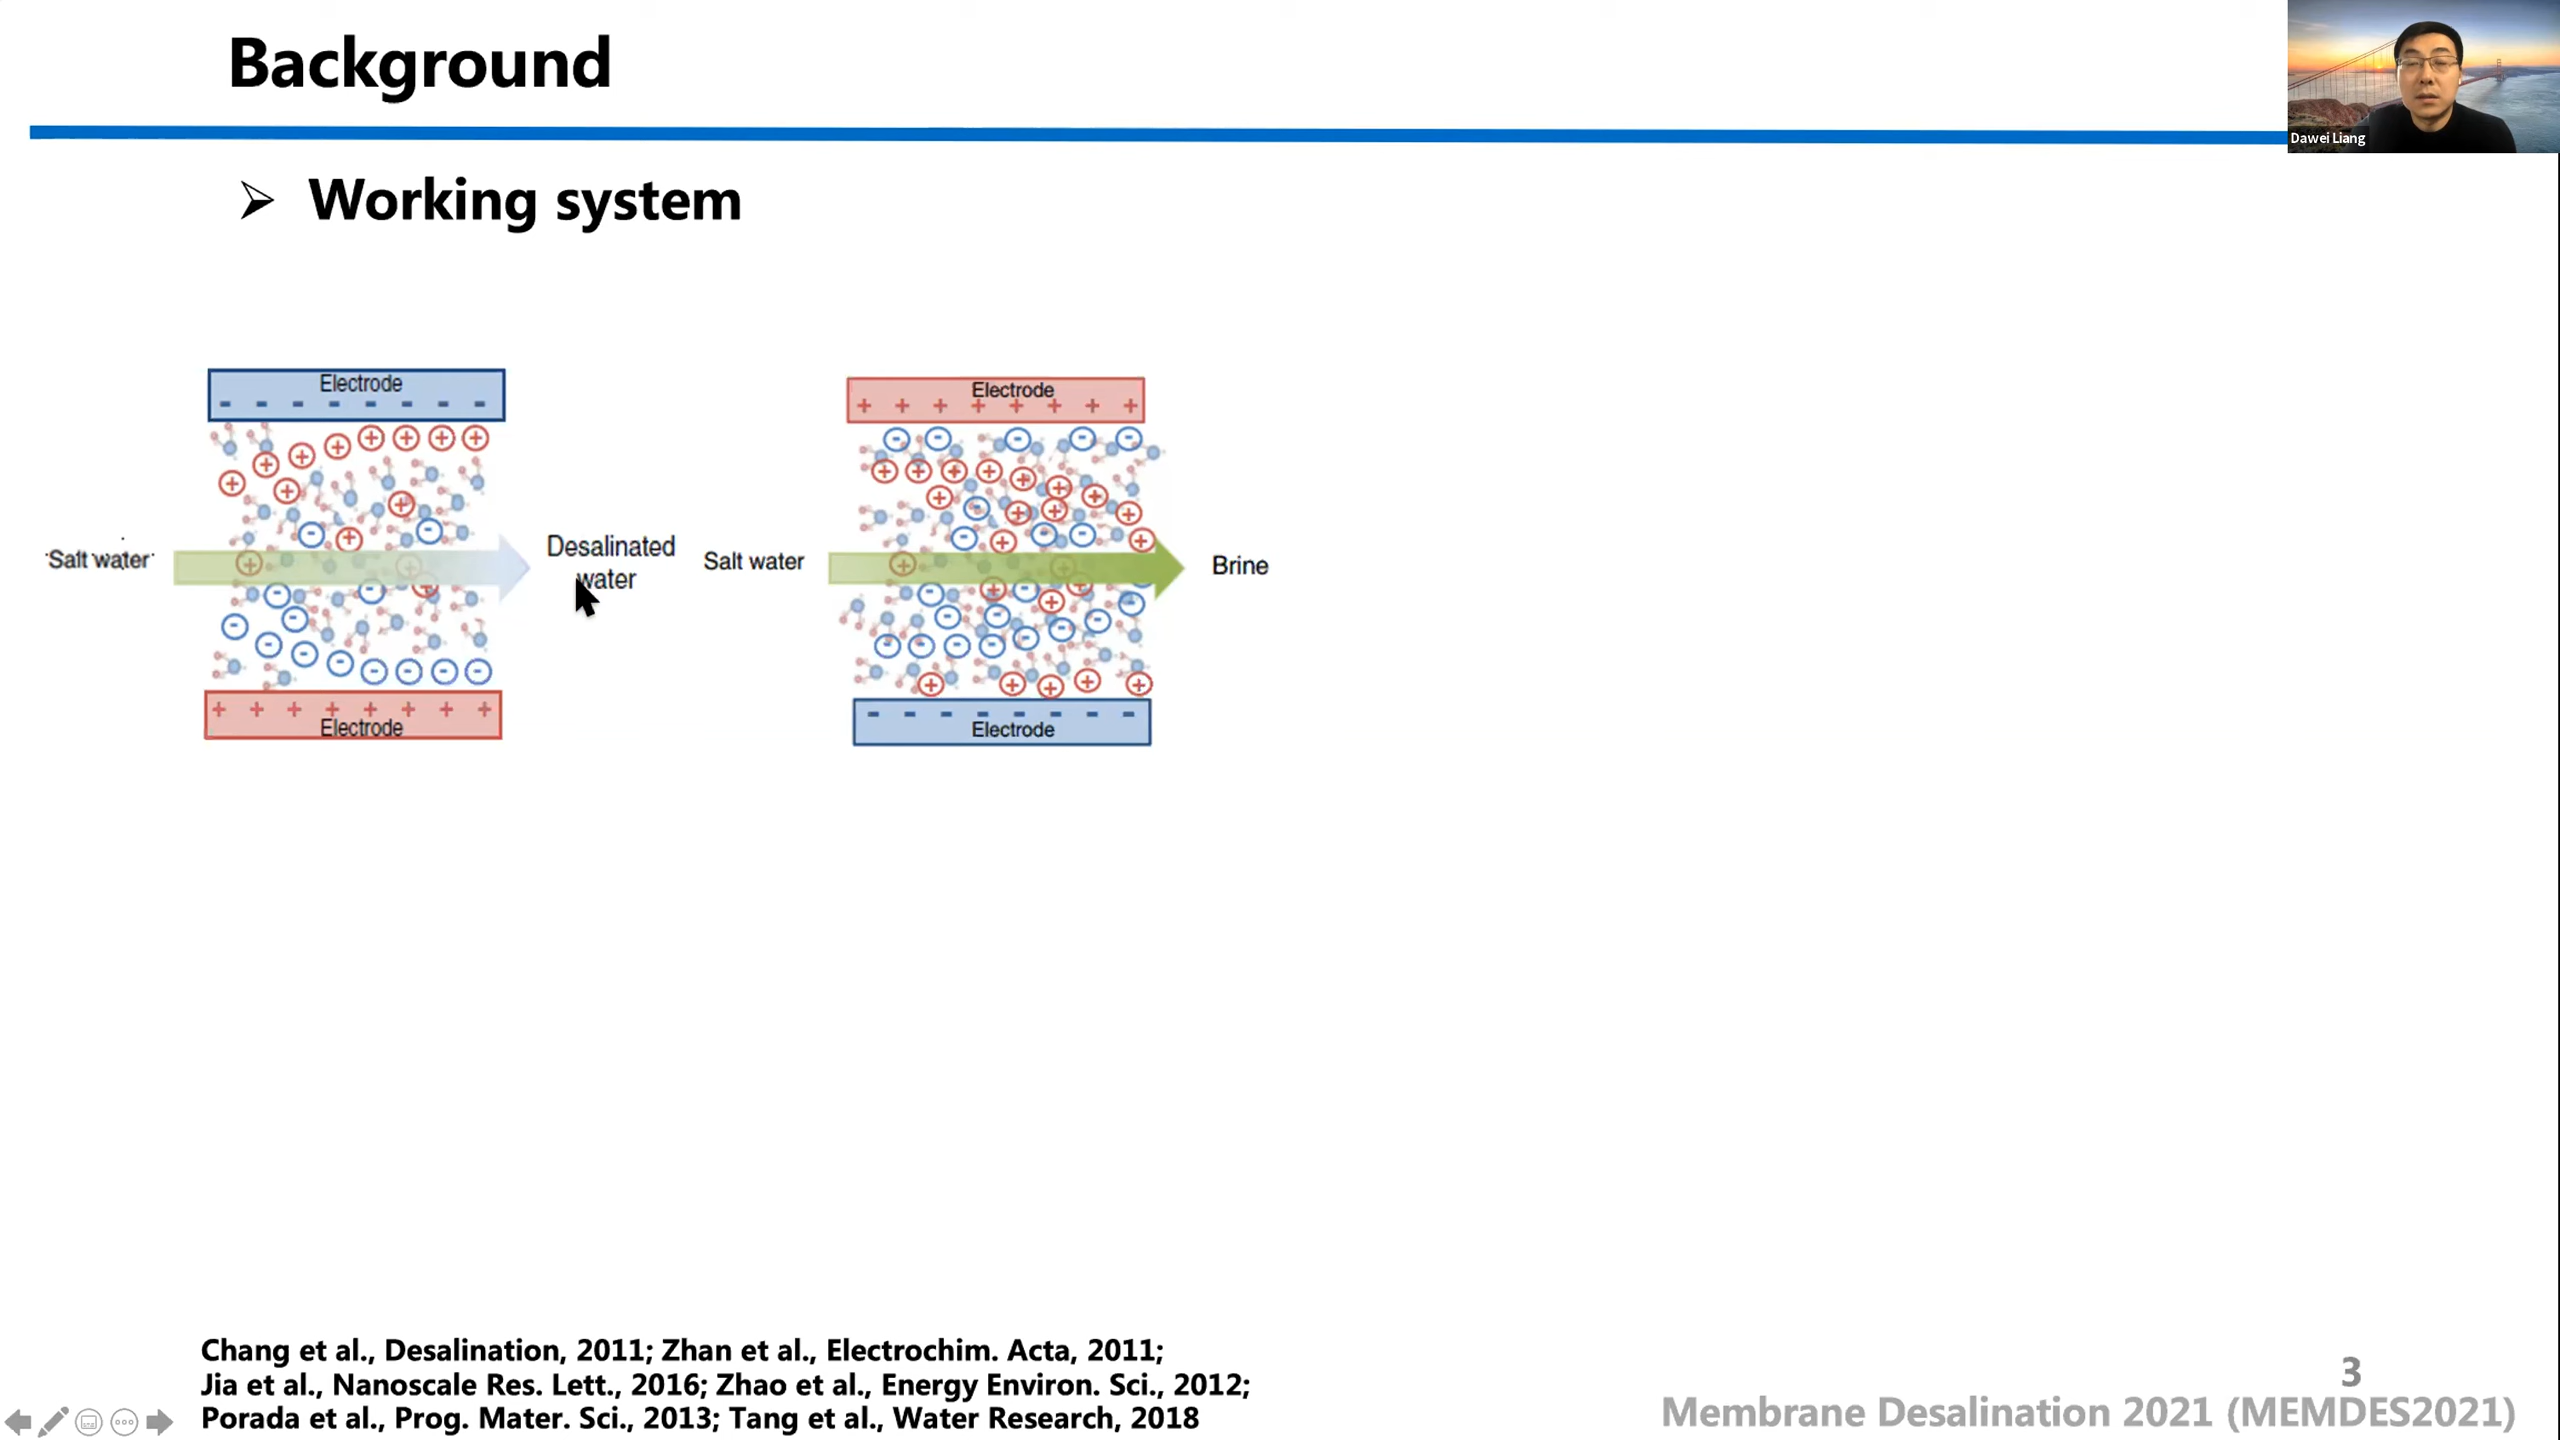 Background
Dawei Liang
Working system
Electrode
Electrode
Salt water
Desalinated
water
Salt water
Brine
Electrode
Electrode
Chang et al., Desalination, 2011; Zhan et al., Electrochim. Acta, 2011;
Jia et al., Nanoscale Res. Lett., 2016; Zhao et al., Energy Environ. Sci., 2012;
Porada et al., Prog. Mater. Sci., 2013; Tang et al., Water Research, 2018
3
Membrane Desalination 2021 (MEMDES2021)